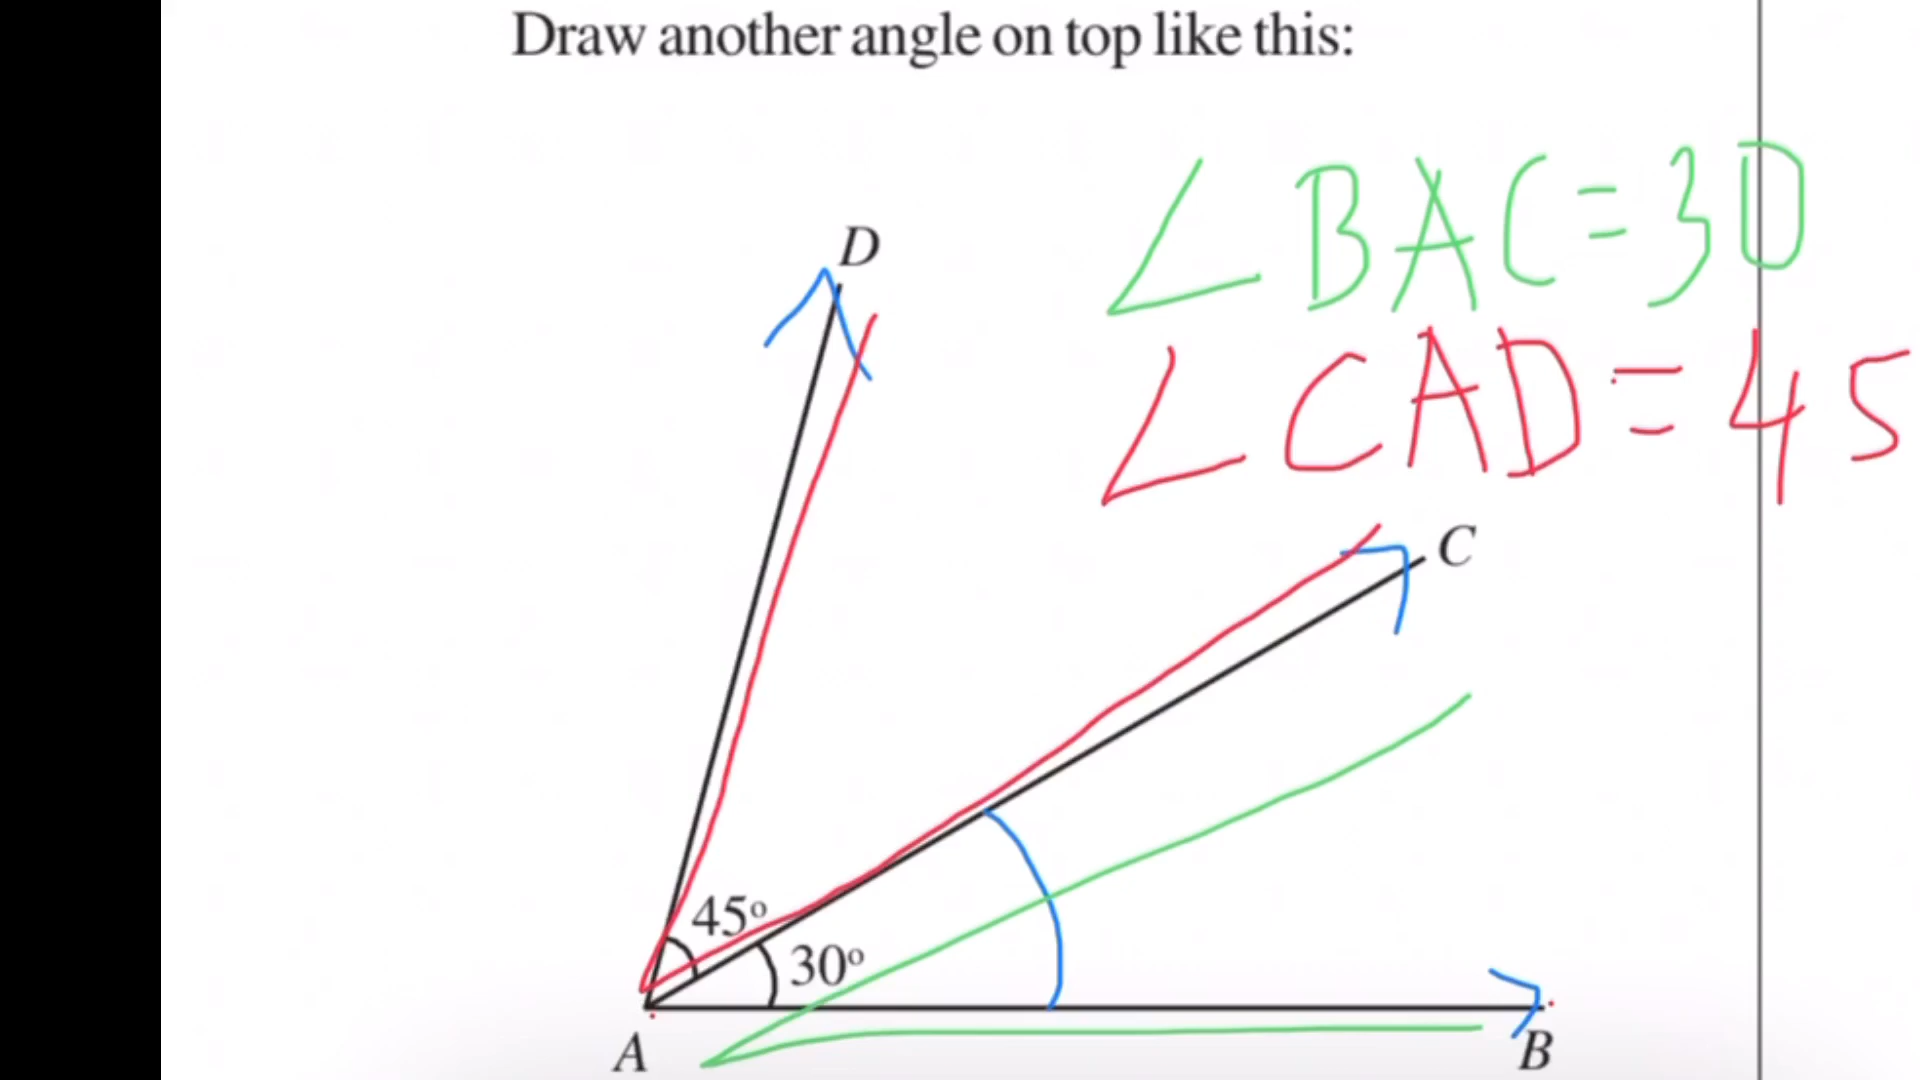 Draw another angle on top like this:
∠BAC=30
D
∠CAD=45
C
45°
30°
A
B